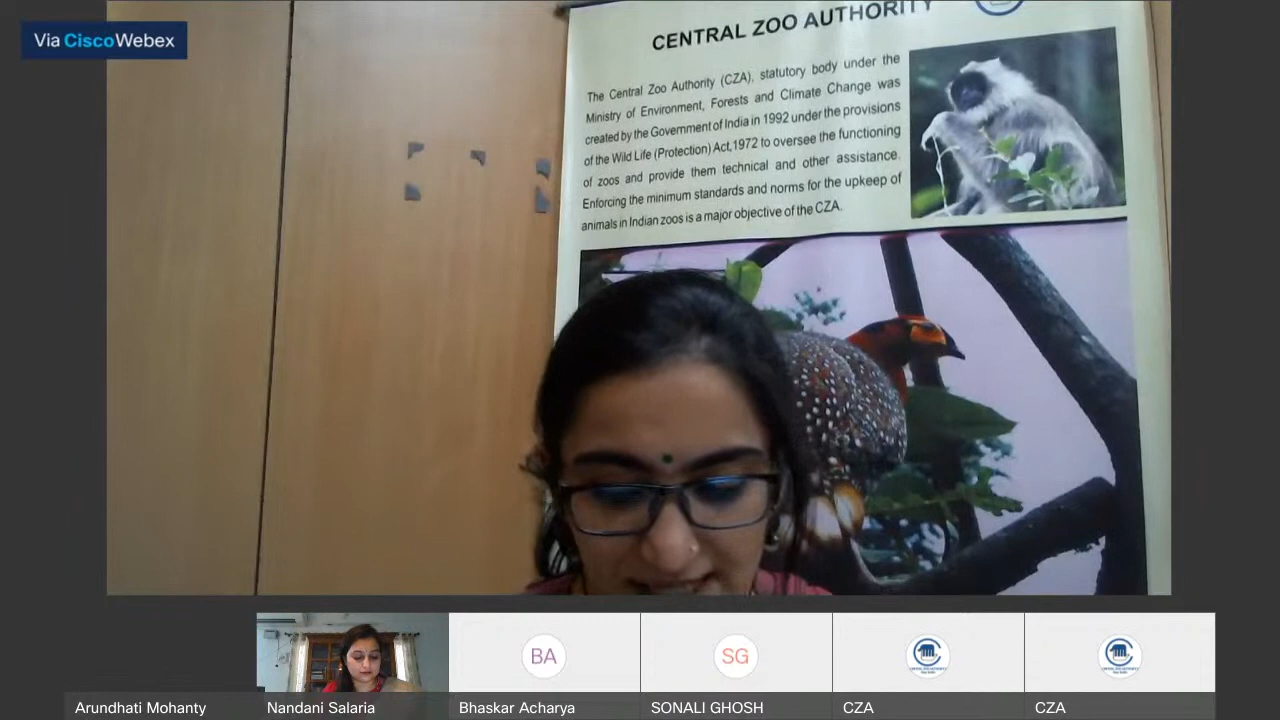 Via Cisco Webex
CENTRAL ZOO AUTHORITY
The Central Zoo Authority (CZA), statutory body under the
Ministry of Environment, Forests and Climate Change was
created by the Government of India in 1992 under the provisions
of the Wild Life (Protection) Act,1972 to oversee the functioning
of zoos and provide them technical and other assistance.
Enforcing the minimum standards and norms for the upkeep of
animals in Indian zoos is a major objective of the CZA.
BA
SG
Arundhati Mohanty
Nandani Salaria
Bhaskar Acharya
SONALI GHOSH
CZA
CZA